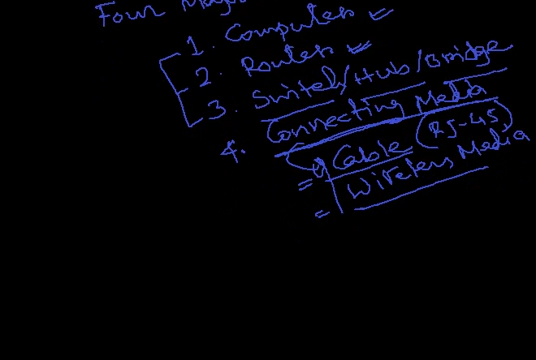 Four
1. Computers
2. Routers
3. Switch/Hub/Bridge
4. Connecting Media
Cable (RJ-45)
Wireless Media